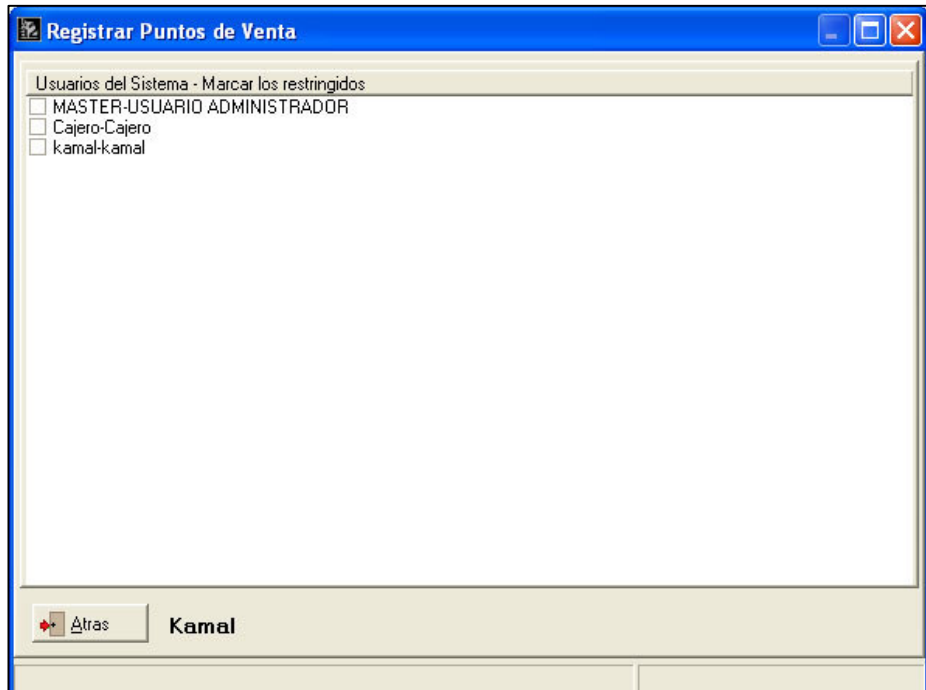 Registrar Puntos de Venta
Usuarios del Sistema - Marcar los restringidos
MASTER-USUARIO ADMINISTRADOR
Cajero-Cajero
kamal-kamal
Atras
Kamal